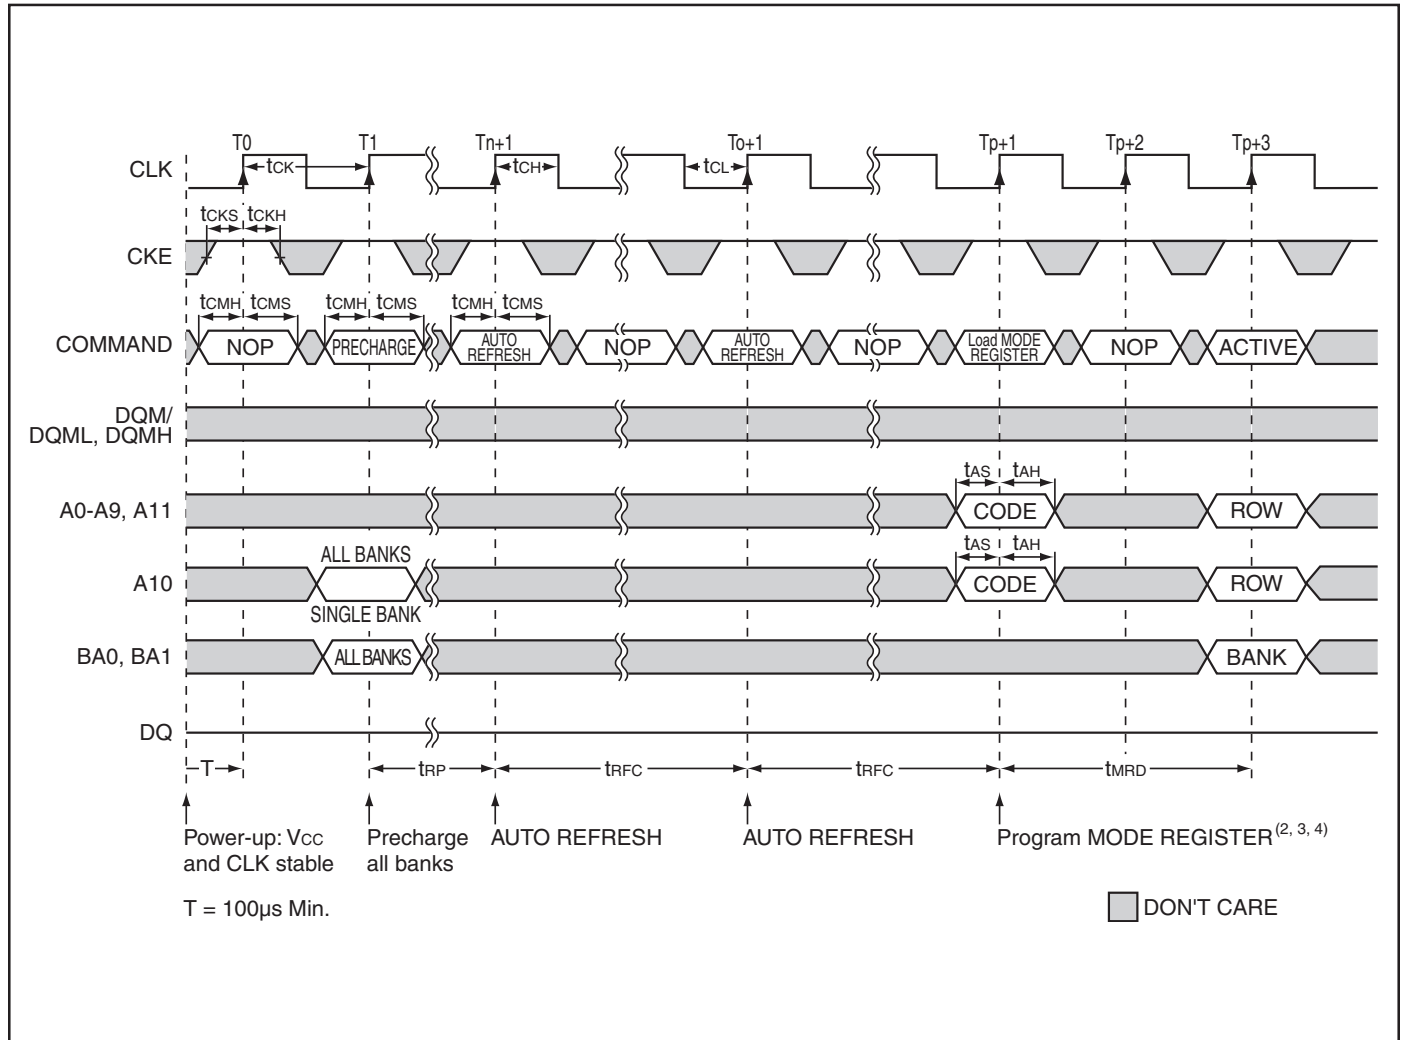 T0 T1 Tn+1 To+1 Tp+1 Tp+2 Tp+3
CLK tCK tCH tCL
tCKS tCKH
CKE
tCMH tCMS tCMH tCMS tCMH tCMS
COMMAND NOP PRECHARGE AUTO REFRESH NOP AUTO REFRESH NOP Load MODE REGISTER NOP ACTIVE
DQM/
DQML, DQMH
tAS tAH
A0-A9, A11 CODE ROW
ALL BANKS tAS tAH
A10 CODE ROW
SINGLE BANK
BA0, BA1 ALL BANKS BANK
DQ
T tRP tRFC tRFC tMRD
Power-up: VCC
and CLK stable
Precharge
all banks
AUTO REFRESH
AUTO REFRESH
Program MODE REGISTER(2, 3, 4)
T = 100µs Min.
DON'T CARE